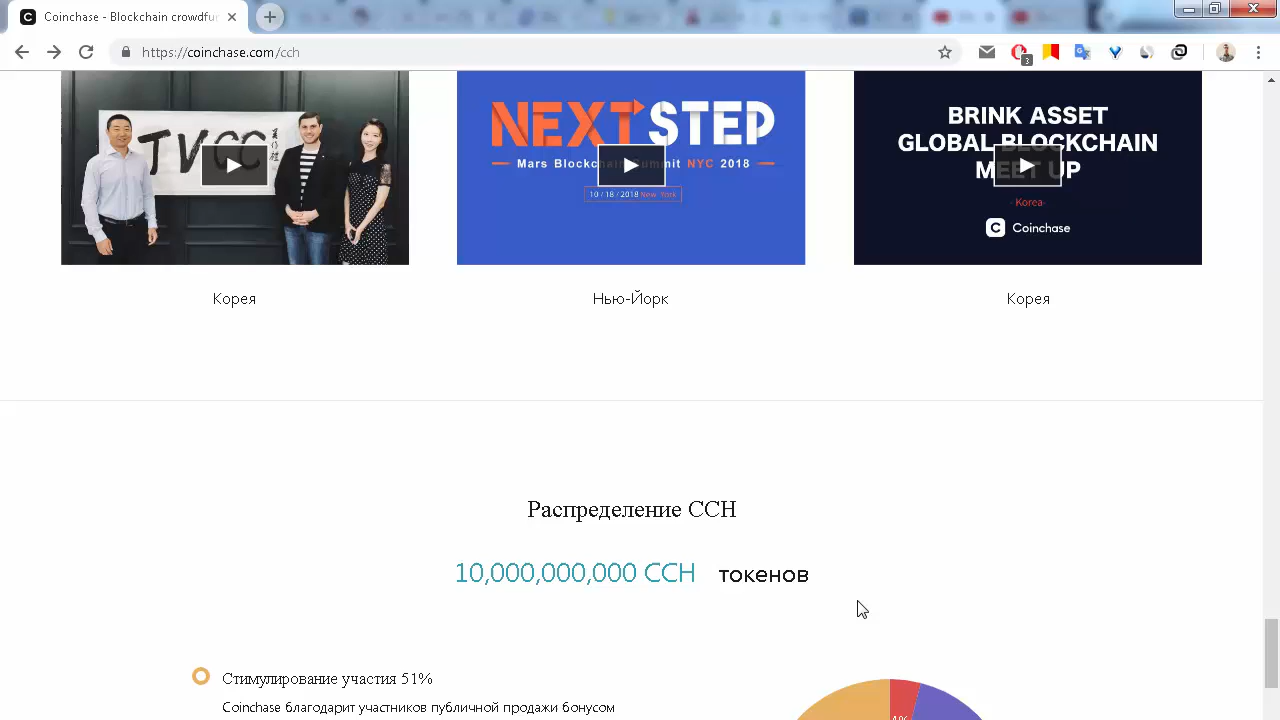 Coinchase - Blockchain crowdfur
https://coinchase.com/cch
3
TVCC
NEXT STEP
Mars Blockchain Summit NYC 2018
10 / 18 / 2018 New York
BRINK ASSET
GLOBAL BLOCKCHAIN
MEET UP
- Korea-
Coinchase
Корея
Нью-Йорк
Корея
Распределение CCH
10,000,000,000 CCH токенов
Стимулирование участия 51%
Coinchase благодарит участников публичной продажи бонусом